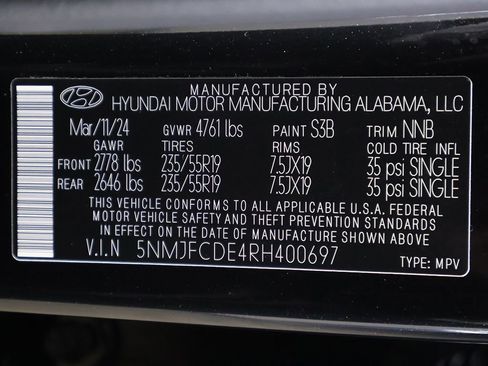 MANUFACTURED BY
HYUNDAI MOTOR MANUFACTURING ALABAMA, LLC
Mar/11/24 GVWR 4761 lbs PAINT S3B TRIM NNB
GAWR TIRES RIMS COLD TIRE INFL
FRONT 2778 lbs 235/55R19 7.5JX19 35 psi SINGLE
REAR 2646 lbs 235/55R19 7.5JX19 35 psi SINGLE
THIS VEHICLE CONFORMS TO ALL APPLICABLE U.S.A. FEDERAL
MOTOR VEHICLE SAFETY AND THEFT PREVENTION STANDARDS
IN EFFECT ON THE DATE OF MANUFACTURE SHOWN ABOVE.
V.I.N 5NMJFCDE4RH400697 TYPE: MPV